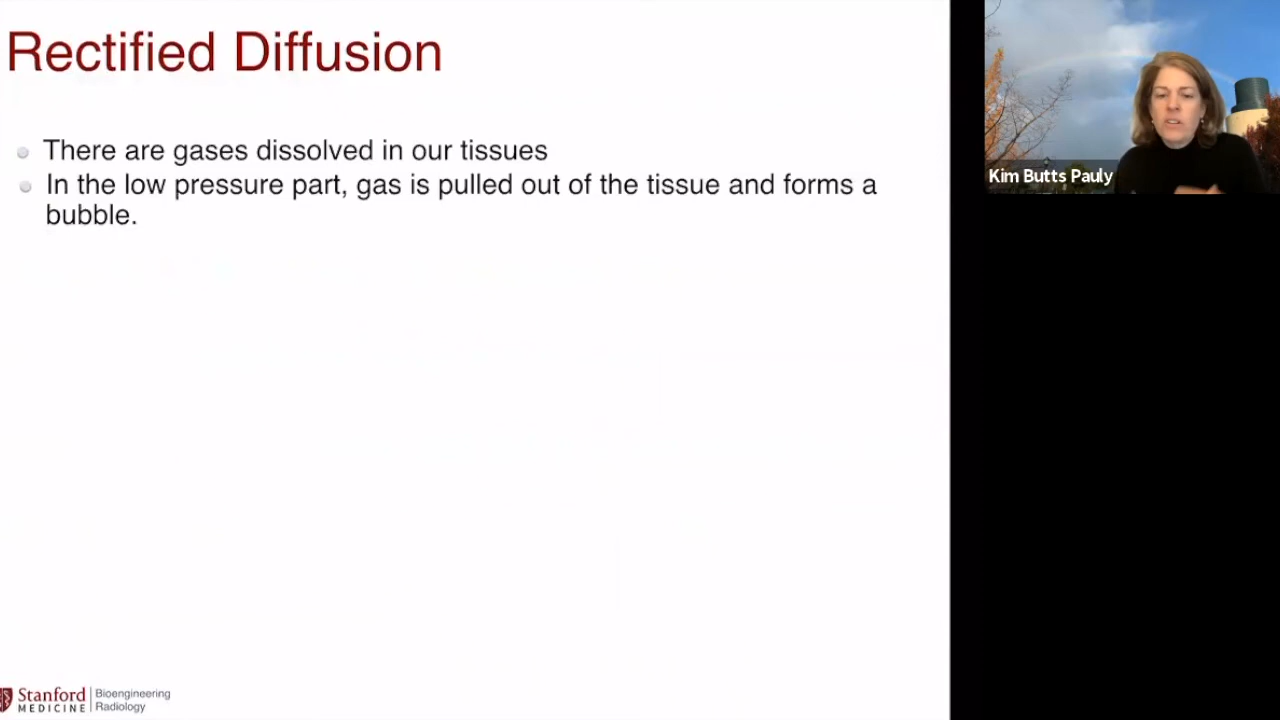 Rectified Diffusion
There are gases dissolved in our tissues
In the low pressure part, gas is pulled out of the tissue and forms a
bubble.
Kim Butts Pauly
Stanford
MEDICINE
Bioengineering
Radiology